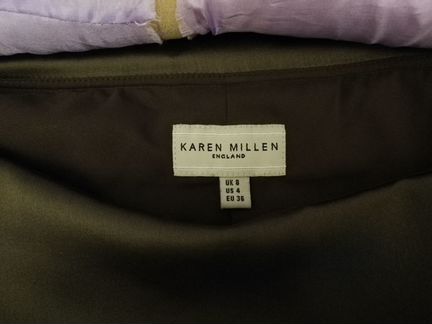 KAREN MILLEN
ENGLAND
UK 8
US 4
EU 36